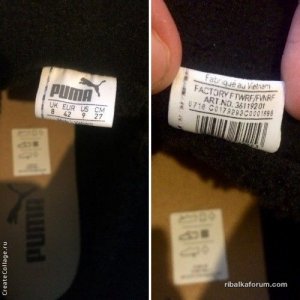 PUMA
UK EUR US CM
8 42 9 27
PUMA
CreateCollage.ru
Fabriqué au Vietnam
FACTORY FTWRF/FVNRF
ART.NO. 36119201
ribalkaforum.com